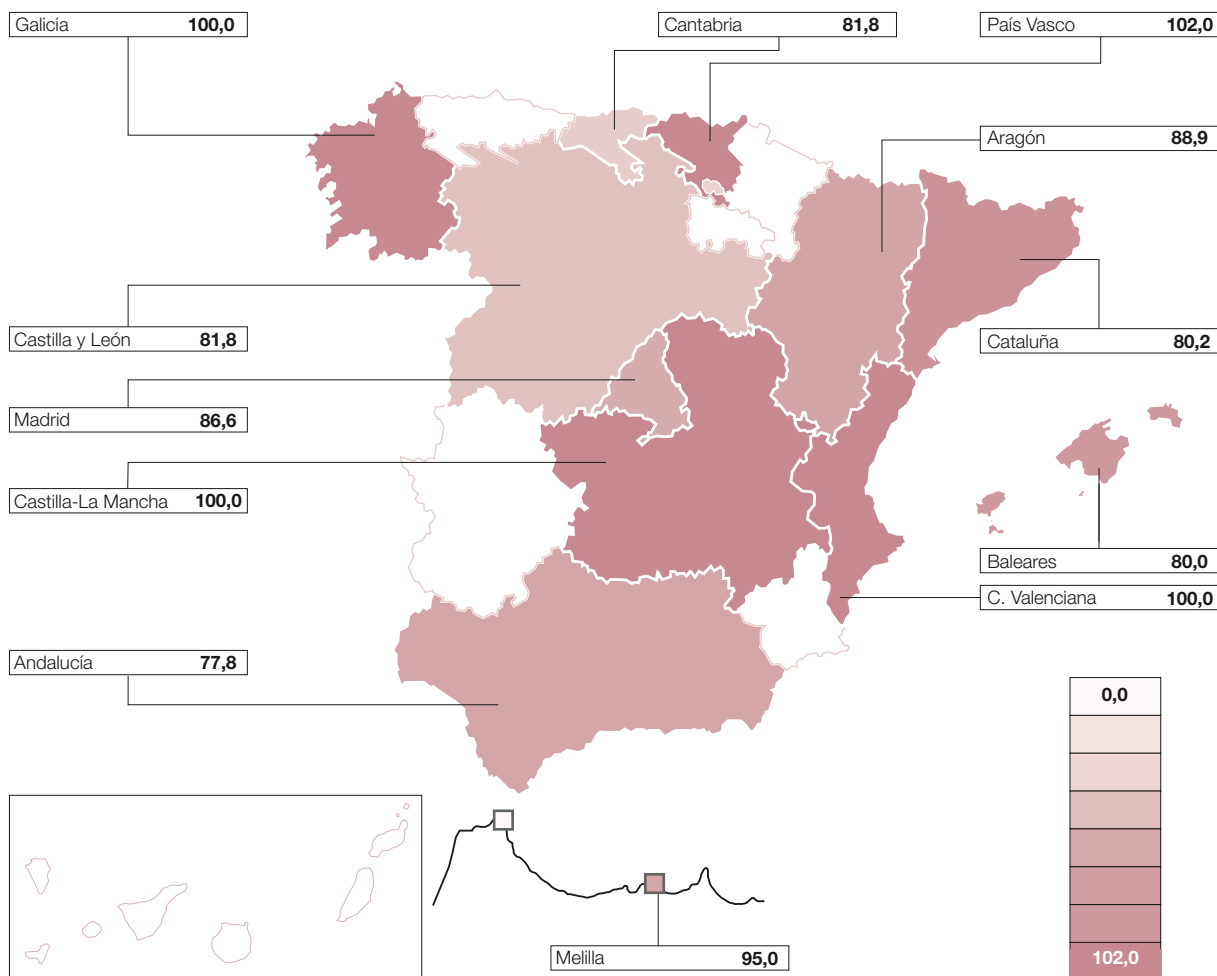 Galicia 100,0
Cantabria 81,8
País Vasco 102,0
Aragón 88,9
Castilla y León 81,8
Cataluña 80,2
Madrid 86,6
Castilla-La Mancha 100,0
Baleares 80,0
C. Valenciana 100,0
Andalucía 77,8
0,0
102,0
Melilla 95,0